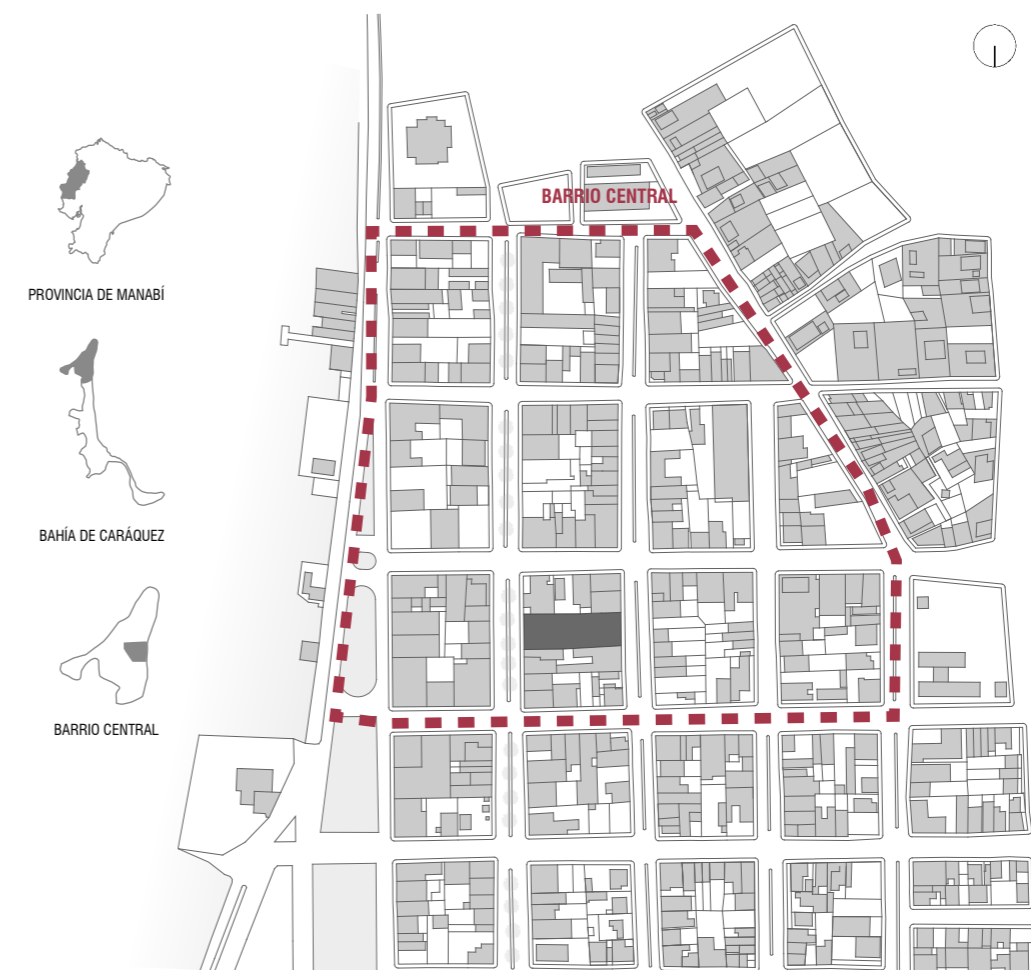 BARRIO CENTRAL
PROVINCIA DE MANABÍ
BAHÍA DE CARÁQUEZ
BARRIO CENTRAL